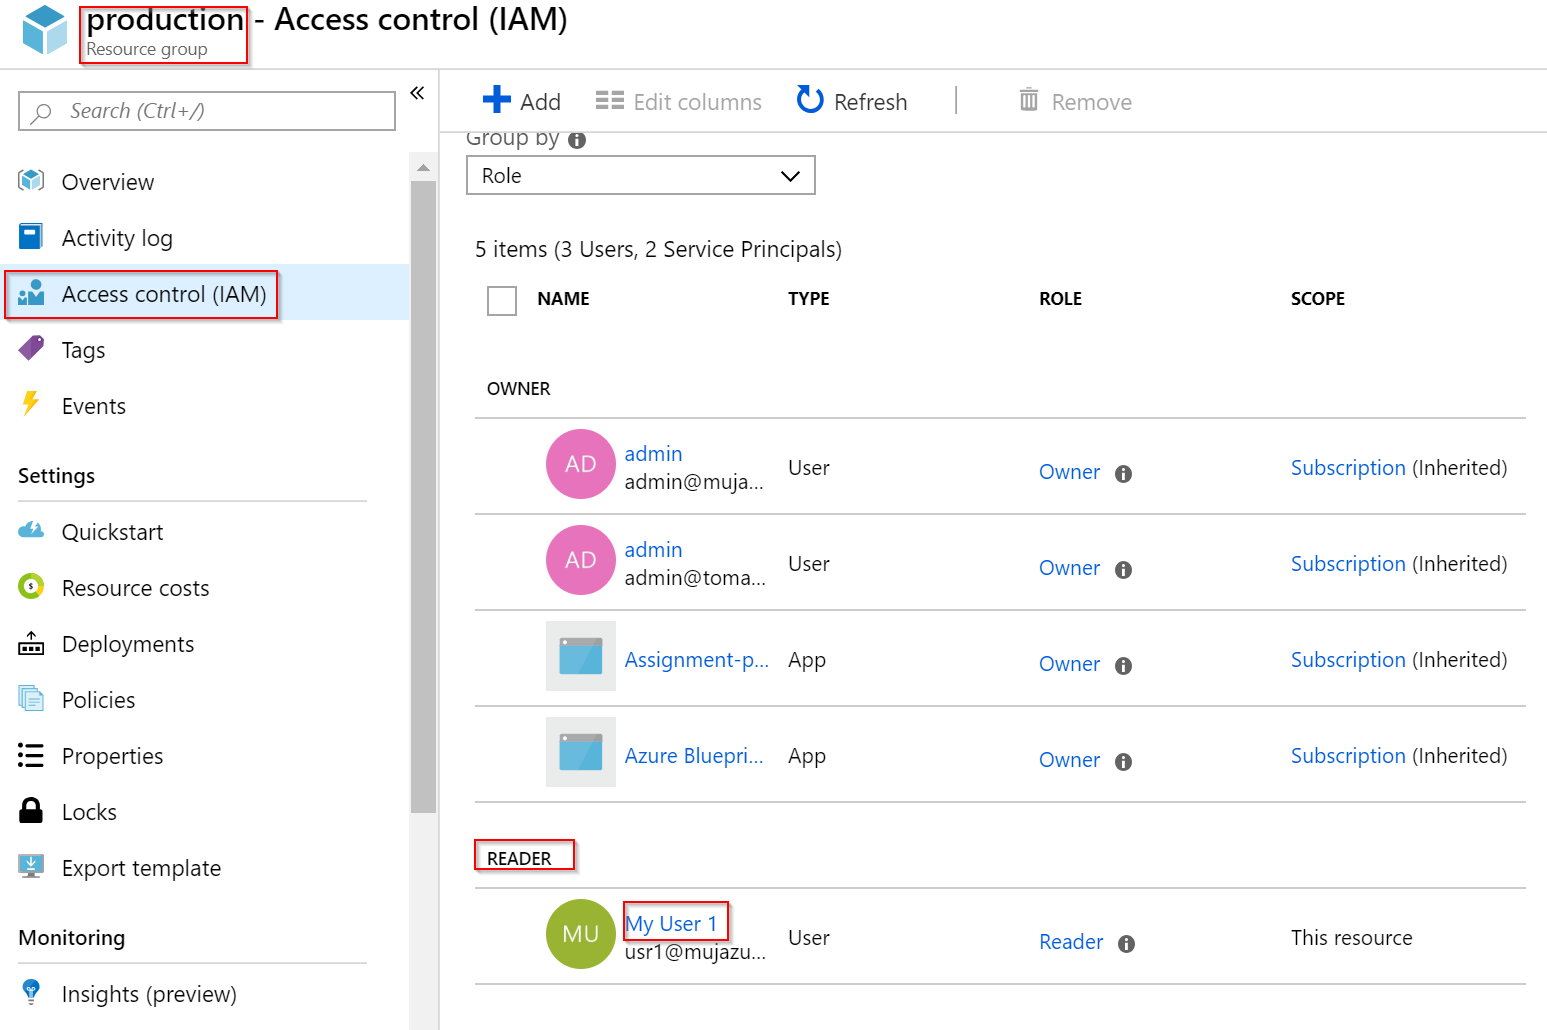 production - Access control (IAM)
Resource group
Search (Ctrl+/)
«
Overview
Activity log
Access control (IAM)
Tags
Events
Settings
Quickstart
Resource costs
Deployments
Policies
Properties
Locks
Export template
Monitoring
Insights (preview)
Add
Edit columns
Refresh
Remove
Group by
Role
5 items (3 Users, 2 Service Principals)
NAME TYPE ROLE SCOPE
OWNER
AD admin User Owner Subscription (Inherited)
admin@muja...
AD admin User Owner Subscription (Inherited)
admin@toma...
Assignment-p... App Owner Subscription (Inherited)
Azure Bluepri... App Owner Subscription (Inherited)
READER
MU My User 1 User Reader This resource
usr1@mujazu...